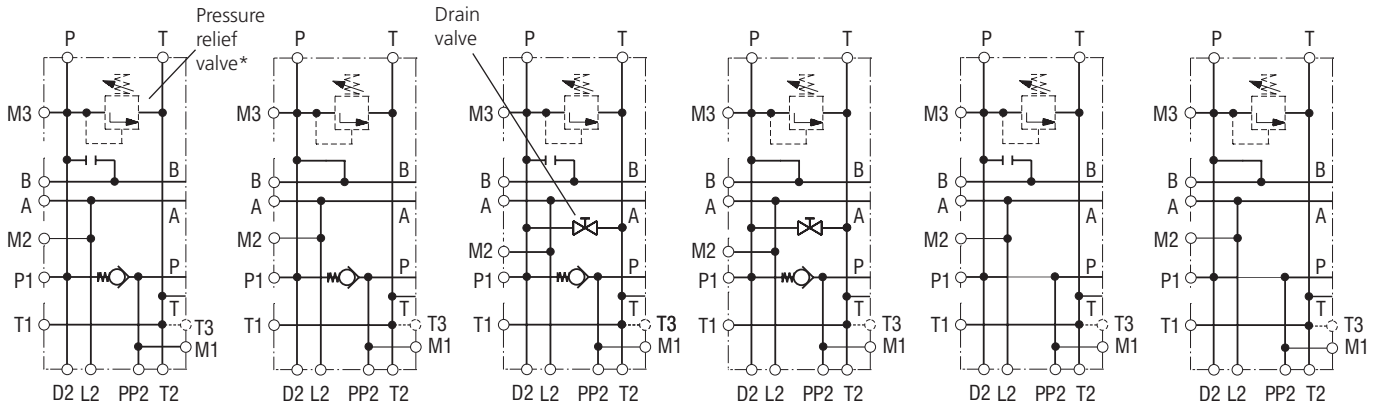 Pressure
relief
valve*
Drain
valve
P T P T P T P T P T P T
M3 M3 M3 M3 M3 M3
B B B B B B B B B B B B
A A A A A A
A A A A A A
M2 M2 M2 M2 M2 M2
P1 P P1 P P1 P P1 P P1 P P1 P
T T T T T T
T1 T3 T1 T3 T1 T3 T1 T3 T1 T3 T1 T3
M1 M1 M1 M1 M1 M1
D2 L2 PP2 T2 D2 L2 PP2 T2 D2 L2 PP2 T2 D2 L2 PP2 T2 D2 L2 PP2 T2 D2 L2 PP2 T2